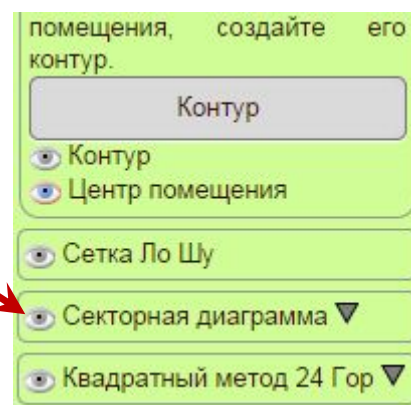 помещения, создайте его
контур.
Контур
Контур
Центр помещения
Сетка Ло Шу
Секторная диаграмма
Квадратный метод 24 Гор